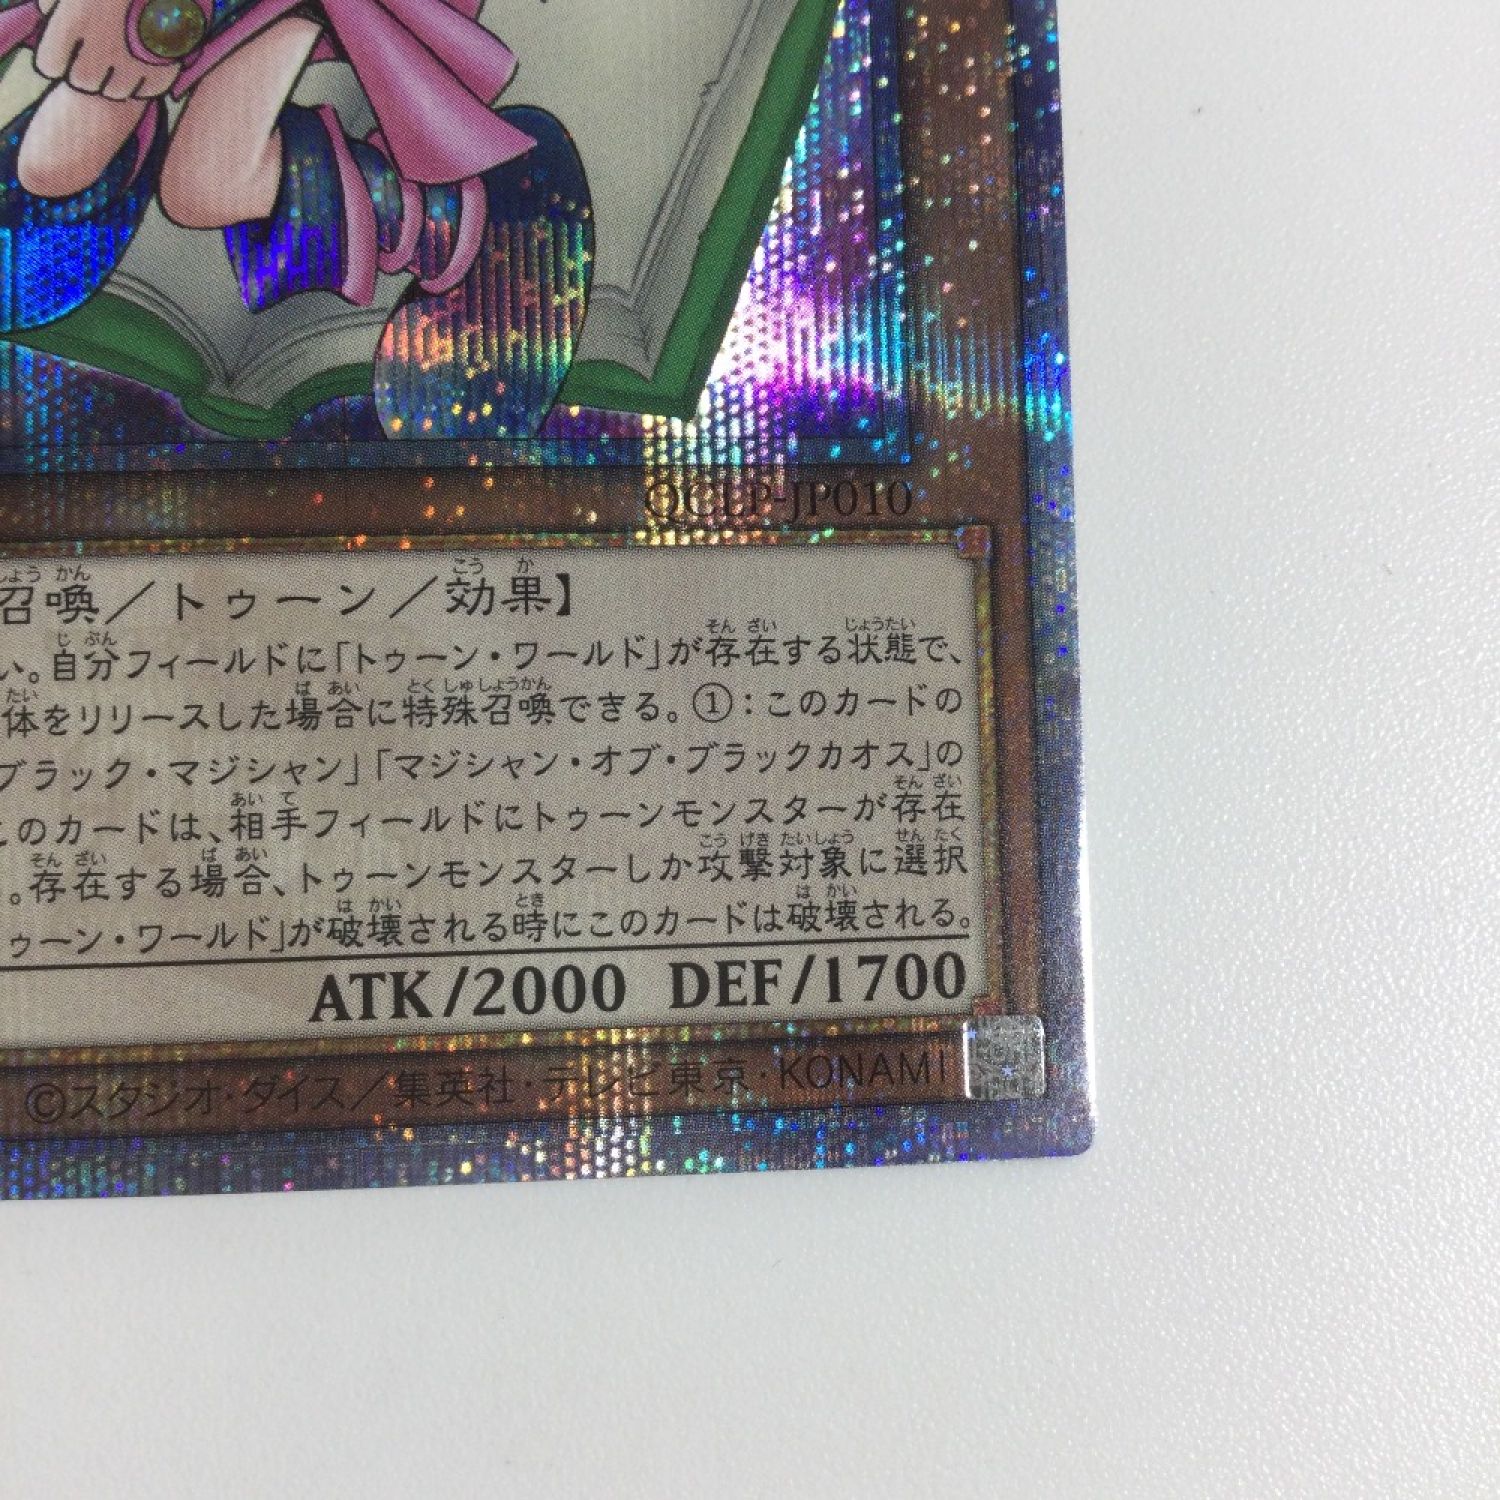 QCLP-JP010
召喚／トゥーン／効果】
い。自分フィールドに「トゥーン・ワールド」が存在する状態で、
体をリリースした場合に特殊召喚できる。①：このカードの
ブラック・マジシャン」「マジシャン・オブ・ブラックカオス」の
このカードは、相手フィールドにトゥーンモンスターが存在
。存在する場合、トゥーンモンスターしか攻撃対象に選択
ゥーン・ワールド」が破壊される時にこのカードは破壊される。
ATK/2000 DEF/1700
©スタジオ・ダイス／集英社・テレビ東京・KONAMI